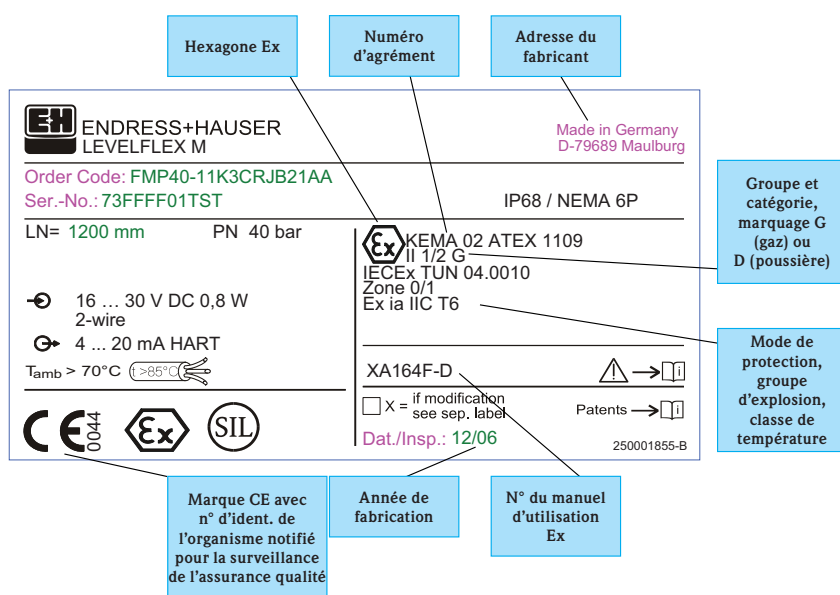 Hexagone Ex
Numéro
d'agrément
Adresse du
fabricant
EH
ENDRESS+HAUSER
LEVELFLEX M
Made in Germany
D-79689 Maulburg
Order Code: FMP40-11K3CRJB21AA
Ser.-No.: 73FFFF01TST
IP68 / NEMA 6P
LN= 1200 mm PN 40 bar
16 ... 30 V DC 0,8 W
2-wire
4 ... 20 mA HART
Tamb > 70°C t >85°C
Ex KEMA 02 ATEX 1109
II 1/2 G
IECEx TUN 04.0010
Zone 0/1
Ex ia IIC T6
XA164F-D
i
X = if modification
see sep. label
Patents i
Dat./Insp.: 12/06
250001855-B
CE 0044 Ex SIL
Groupe et
catégorie,
marquage G
(gaz) ou
D (poussière)
Mode de
protection,
groupe
d'explosion,
classe de
température
Marque CE avec
n° d'ident. de
l'organisme notifié
pour la surveillance
de l'assurance qualité
Année de
fabrication
N° du manuel
d'utilisation
Ex